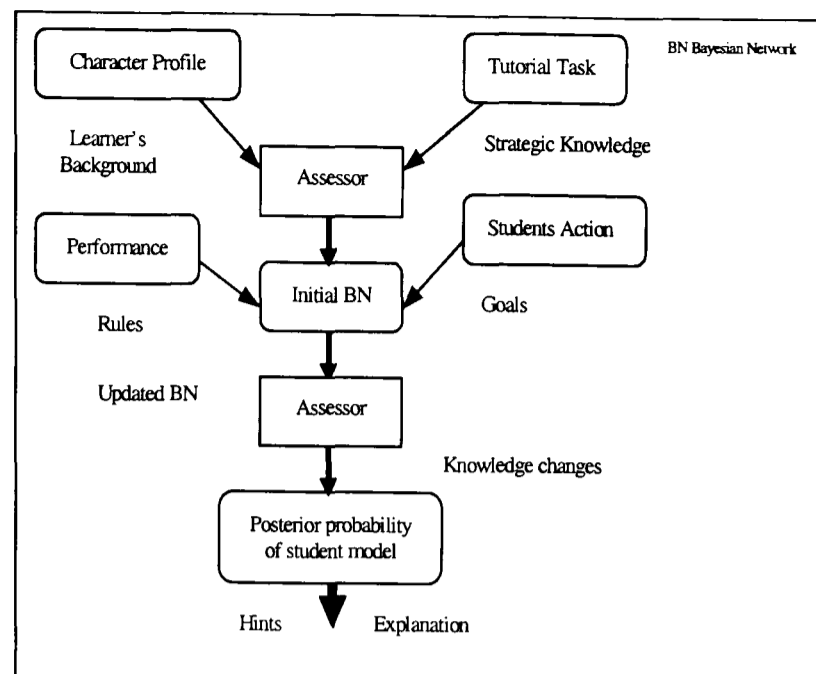 BN Bayesian Network
Character Profile
Tutorial Task
Learner's
Background
Strategic Knowledge
Assessor
Performance
Students Action
Initial BN
Rules
Goals
Updated BN
Assessor
Knowledge changes
Posterior probability
of student model
Hints
Explanation